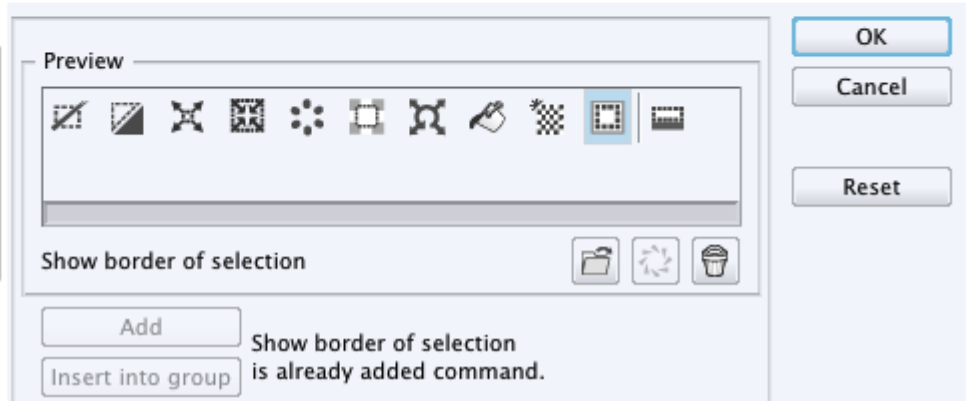 Preview
Show border of selection
Add
Insert into group
Show border of selection
is already added command.
OK
Cancel
Reset